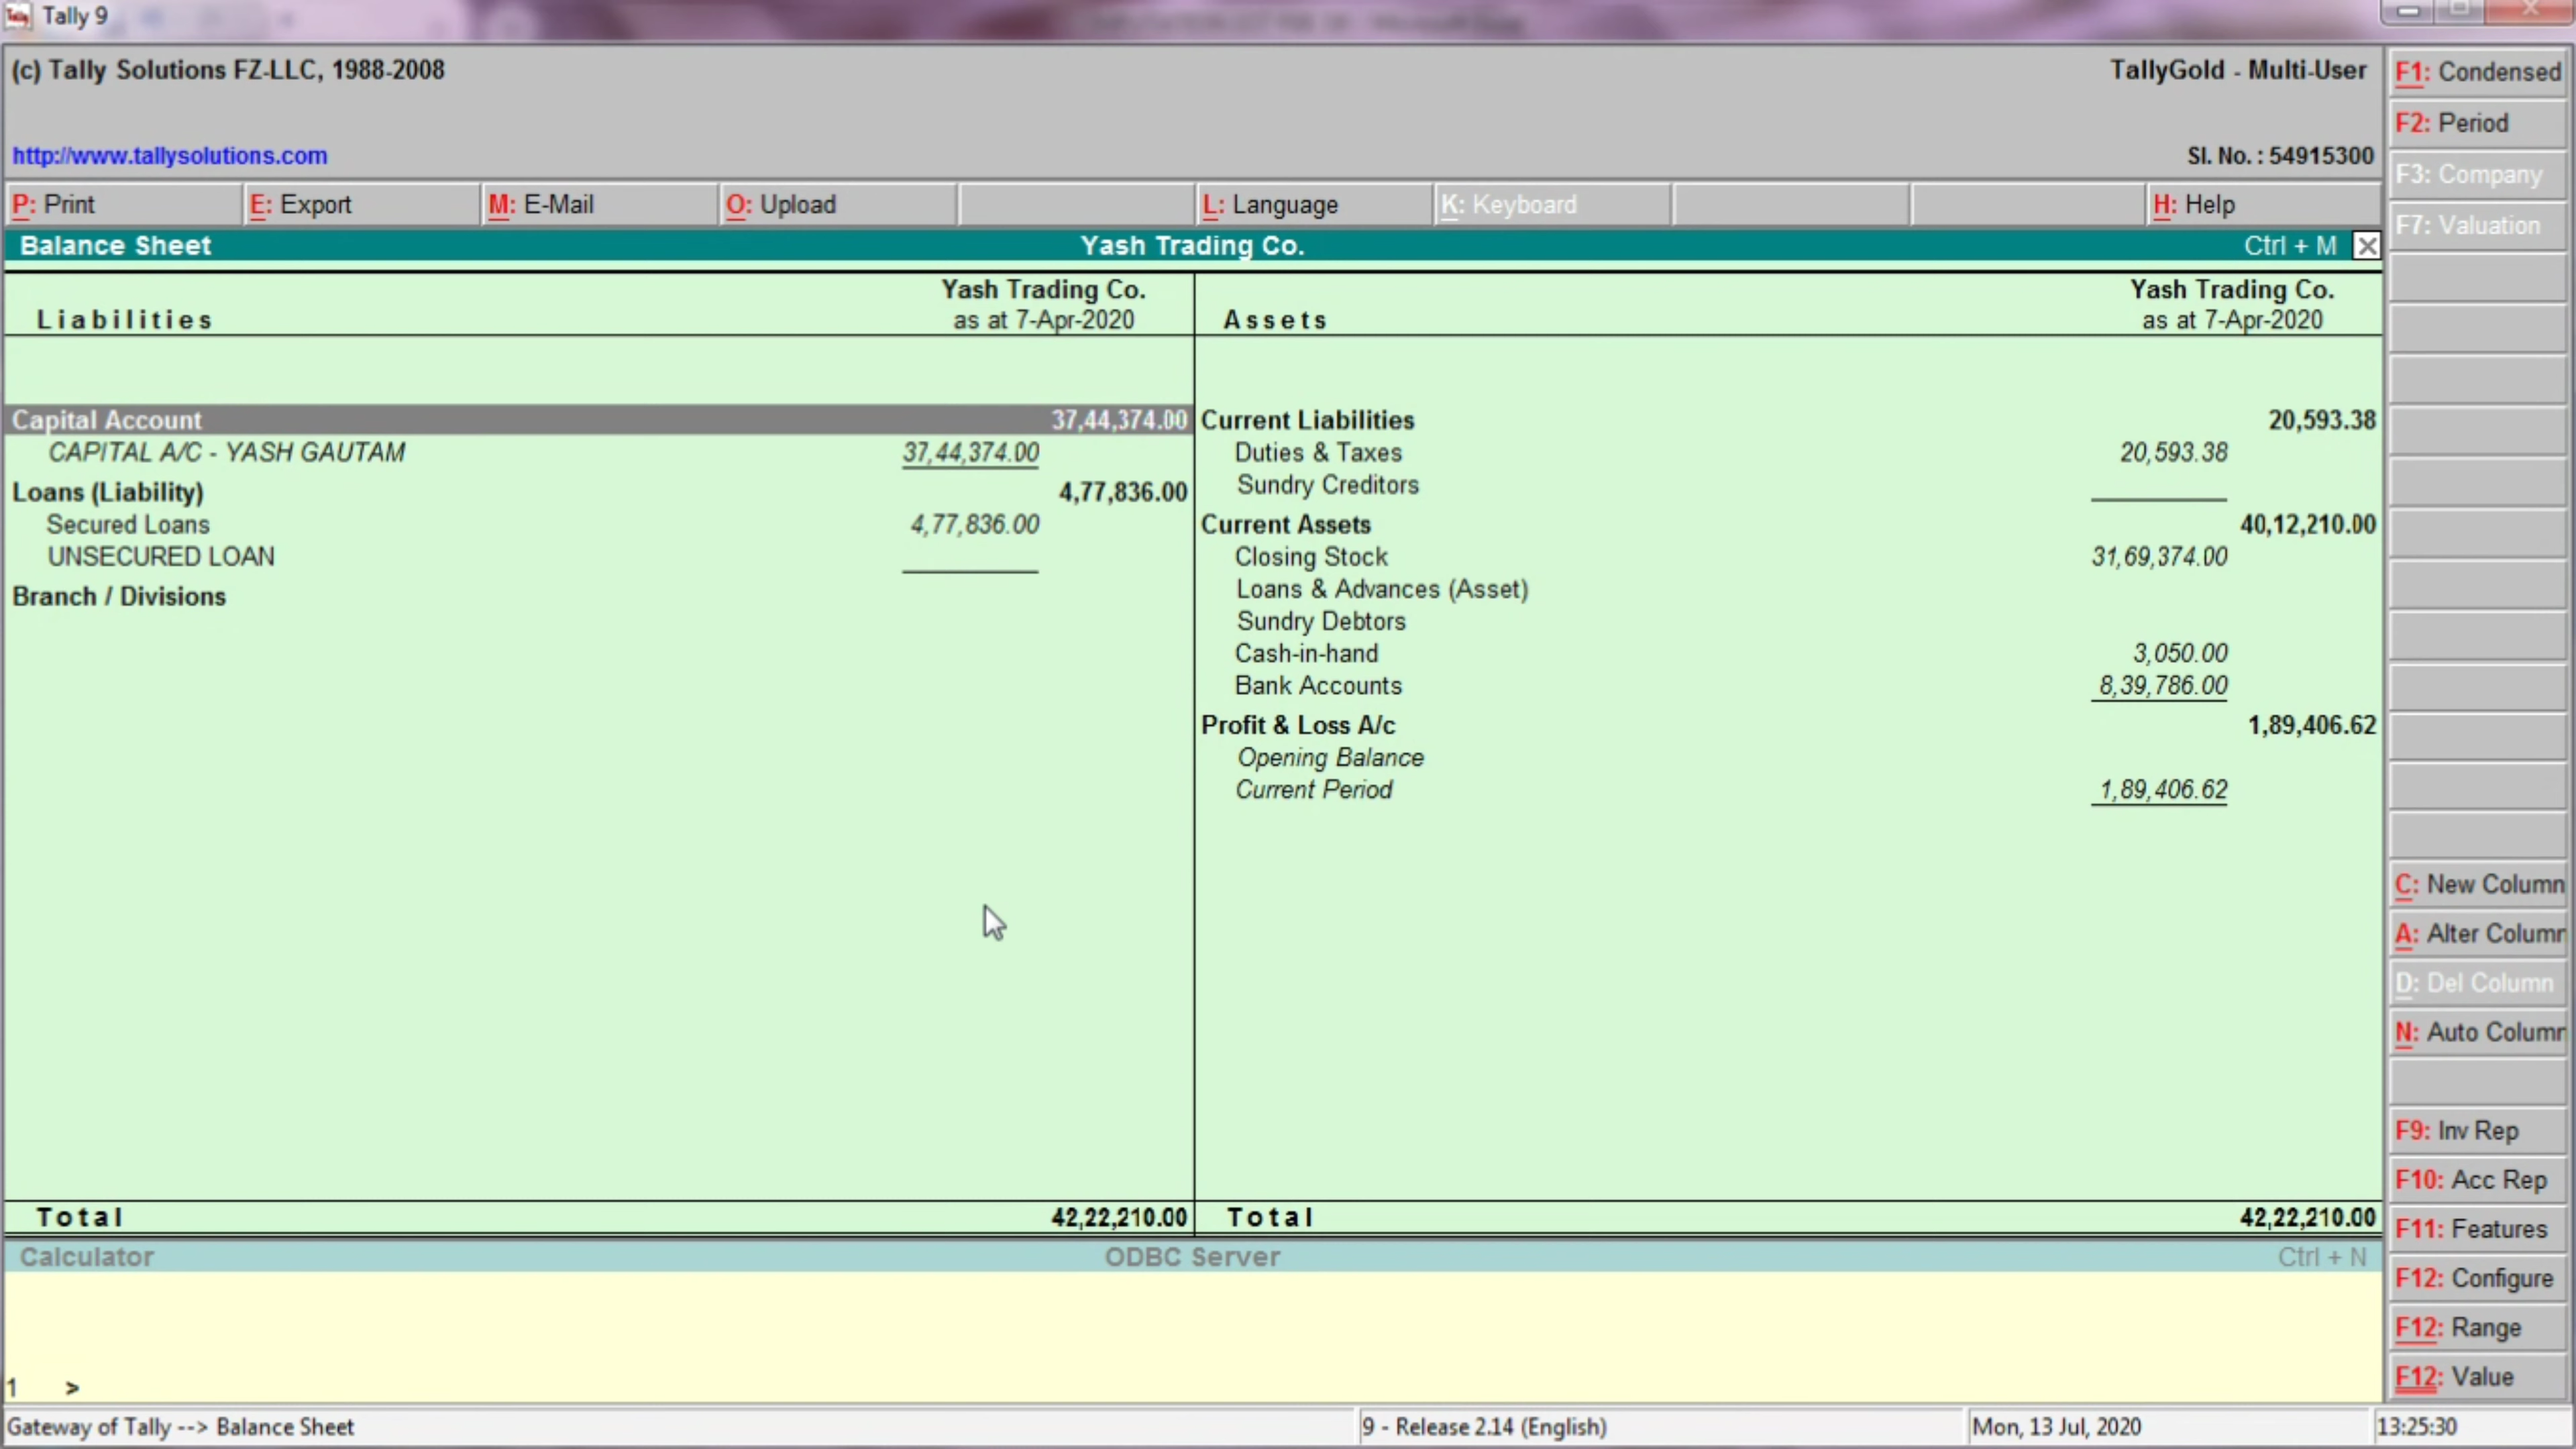 Tally 9
(c) Tally Solutions FZ-LLC, 1988-2008
TallyGold - Multi-User
http://www.tallysolutions.com
Sl. No. : 54915300
P: Print
E: Export
M: E-Mail
O: Upload
L: Language
K: Keyboard
H: Help
Balance Sheet
Yash Trading Co.
Ctrl + M
Liabilities
Yash Trading Co.
as at 7-Apr-2020
Assets
Yash Trading Co.
as at 7-Apr-2020
Capital Account 37,44,374.00
CAPITAL A/C - YASH GAUTAM 37,44,374.00
Loans (Liability) 4,77,836.00
Secured Loans 4,77,836.00
UNSECURED LOAN
Branch / Divisions
Current Liabilities 20,593.38
Duties & Taxes 20,593.38
Sundry Creditors
Current Assets 40,12,210.00
Closing Stock 31,69,374.00
Loans & Advances (Asset)
Sundry Debtors
Cash-in-hand 3,050.00
Bank Accounts 8,39,786.00
Profit & Loss A/c 1,89,406.62
Opening Balance
Current Period 1,89,406.62
Total 42,22,210.00
Total 42,22,210.00
Calculator
ODBC Server
Ctrl + N
1 >
Gateway of Tally --> Balance Sheet
9 - Release 2.14 (English)
Mon, 13 Jul, 2020
13:25:30
F1: Condensed
F2: Period
F3: Company
F7: Valuation
C: New Column
A: Alter Column
D: Del Column
N: Auto Column
F9: Inv Rep
F10: Acc Rep
F11: Features
F12: Configure
F12: Range
F12: Value